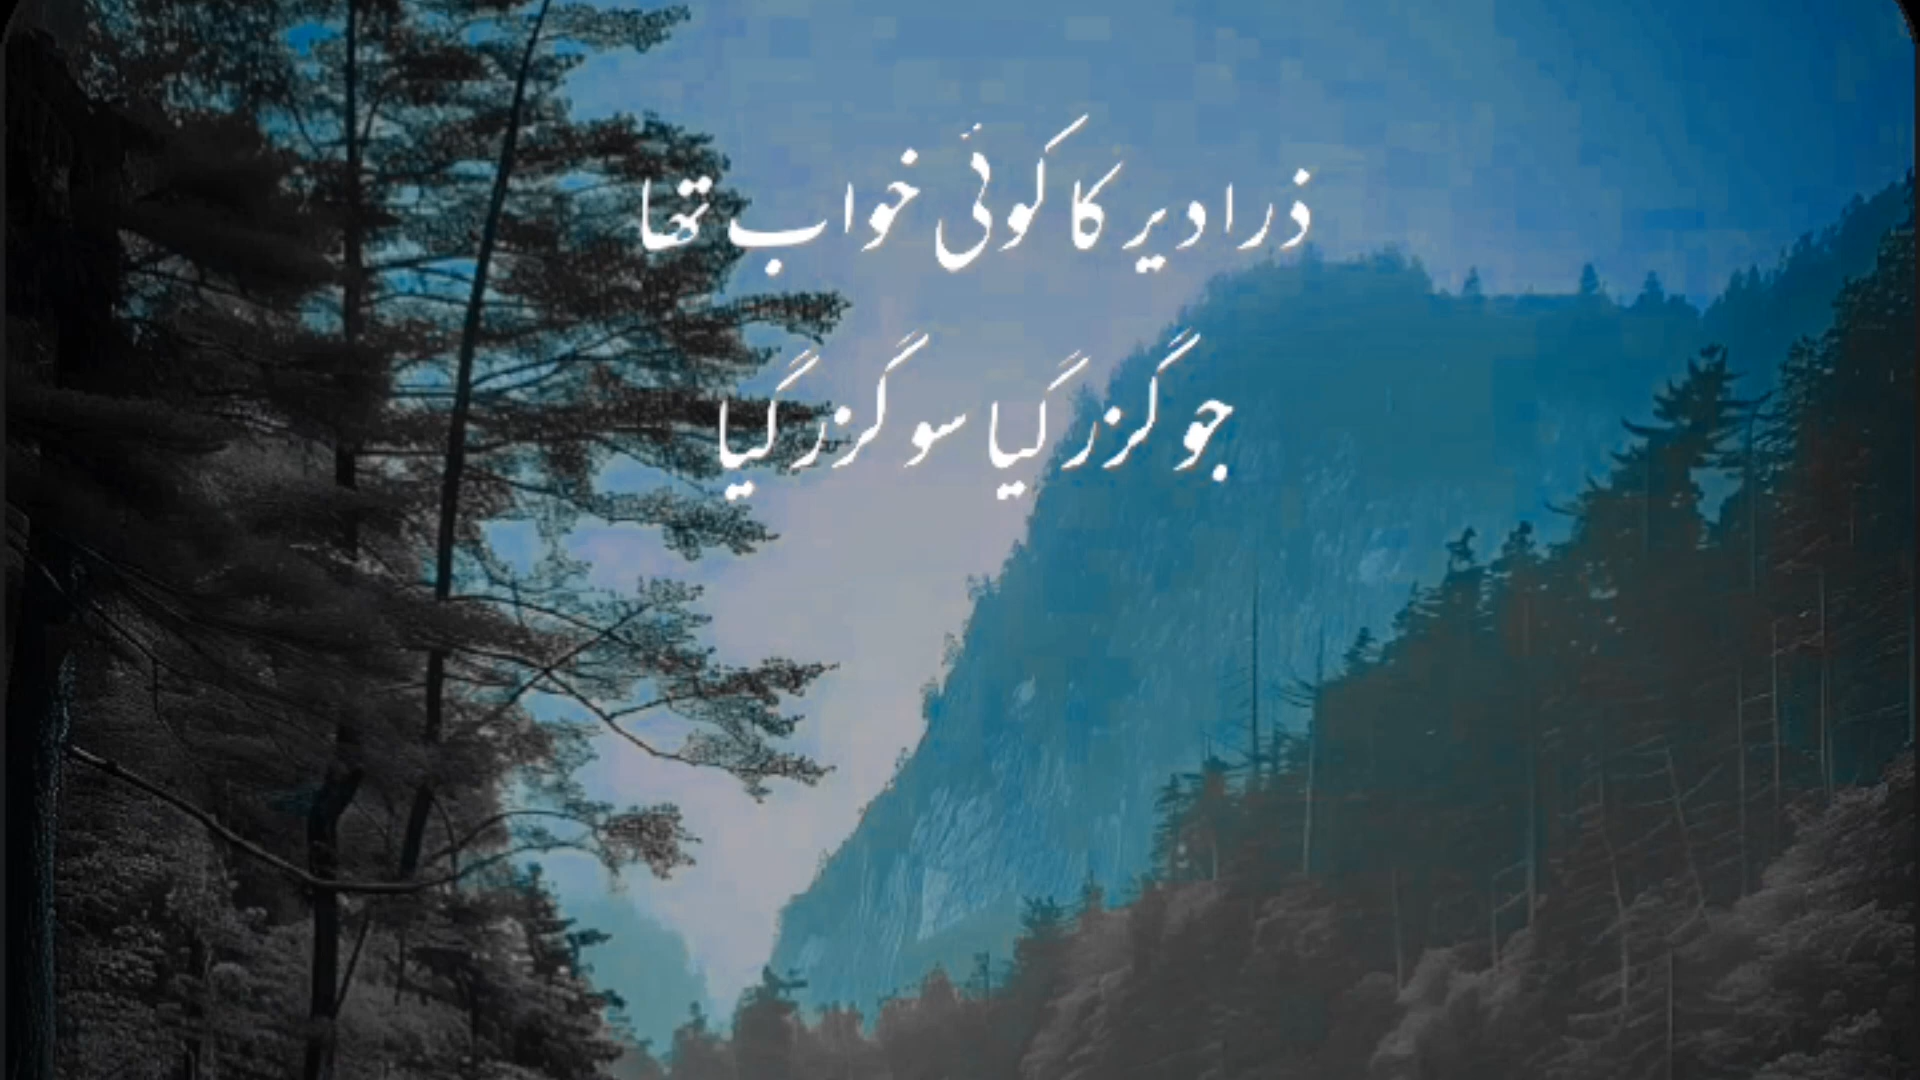 ذرا دیر کا کوئی خواب تھا
جو گزر گیا سو گزر گیا